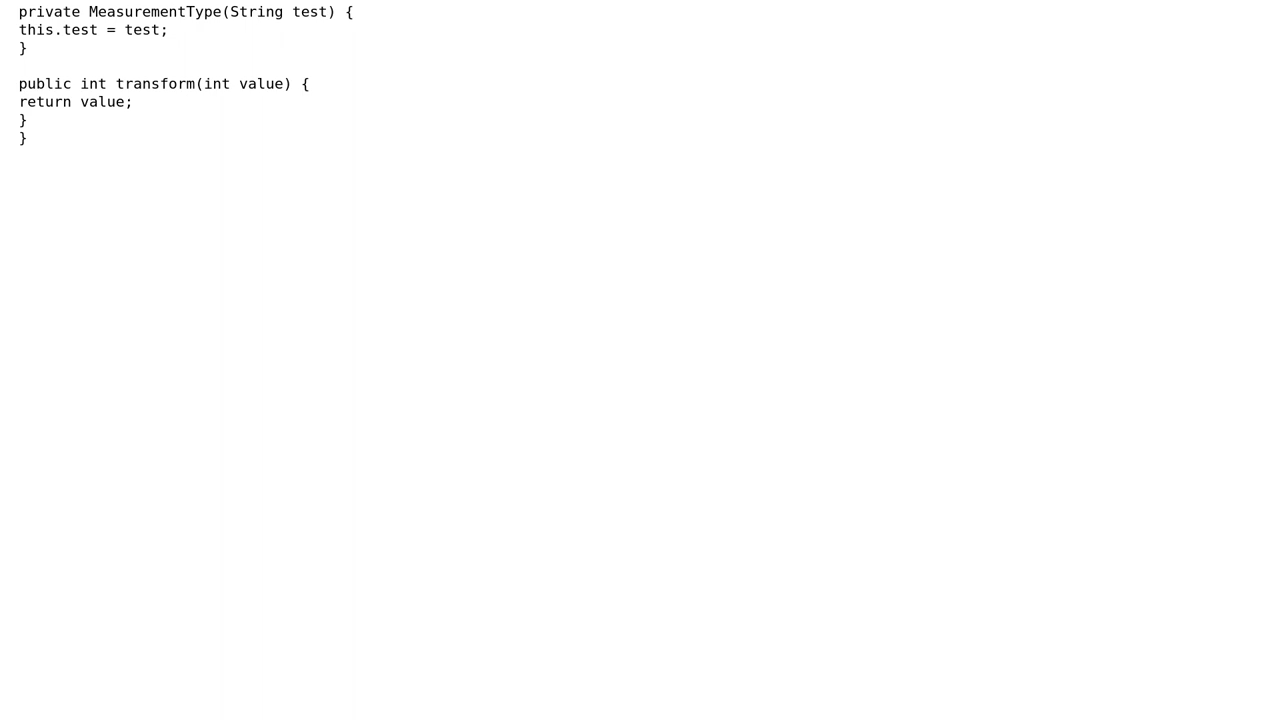 private MeasurementType(String test) {
this.test = test;
}

public int transform(int value) {
return value;
}
}